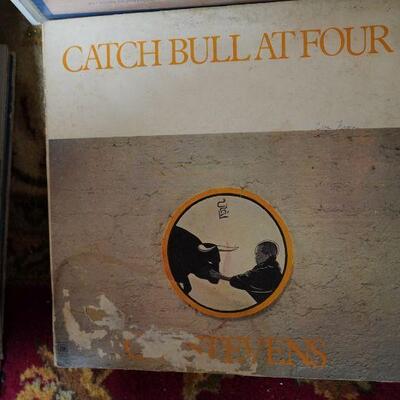 CATCH BULL AT FOUR
STEVENS